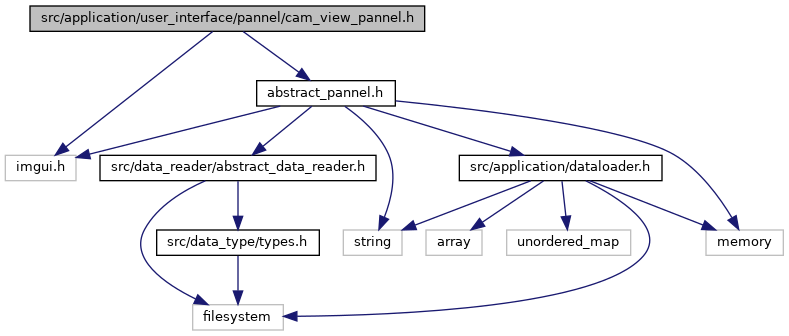 src/application/user_interface/pannel/cam_view_pannel.h
abstract_pannel.h
imgui.h
src/data_reader/abstract_data_reader.h
src/application/dataloader.h
src/data_type/types.h
string
array
unordered_map
memory
filesystem